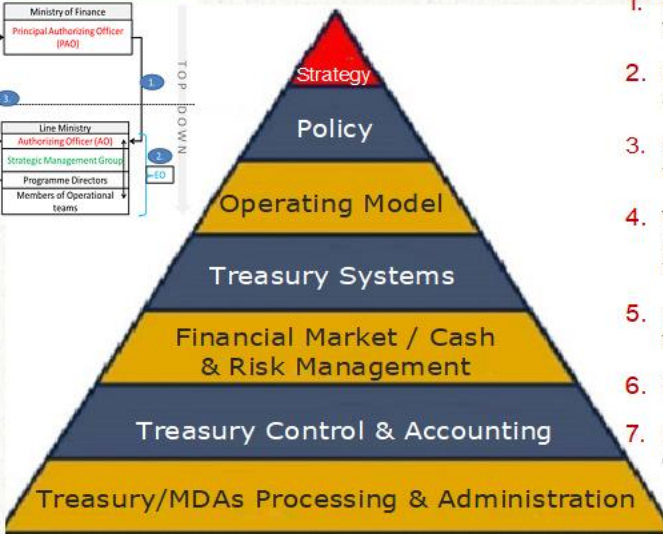 Ministry of Finance
Principal Authorizing Officer
(PAO)
1.
3.
Line Ministry
Authorizing Officer (AO)
Strategic Management Group
Programme Directors
Members of Operational
teams
2.
EO
TOP DOWN
Strategy
Policy
Operating Model
Treasury Systems
Financial Market / Cash
& Risk Management
Treasury Control & Accounting
Treasury/MDAs Processing & Administration
1.
2.
3.
4.
5.
6.
7.